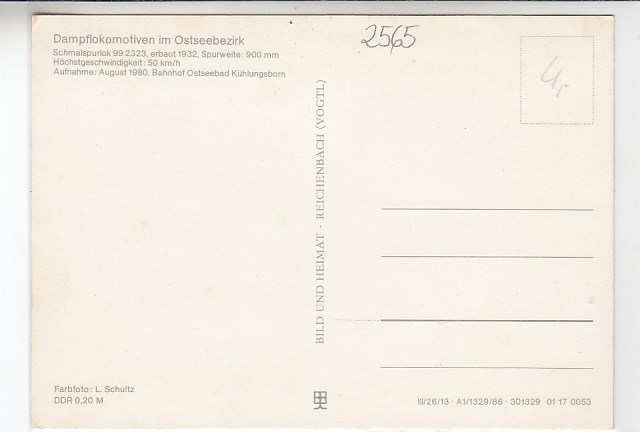 Dampflokomotiven im Ostseebezirk
Schmalspurlok 99 2323, erbaut 1932, Spurweite: 900 mm
Höchstgeschwindigkeit: 50 km/h
Aufnahme: August 1980, Bahnhof Ostseebad Kühlungsborn
2565
4,-
BILD UND HEIMAT · REICHENBACH (VOGTL)
Farbfoto: L. Schultz
DDR 0,20 M
III/26/13 · A1/1329/86 · 301329 01 17 0053